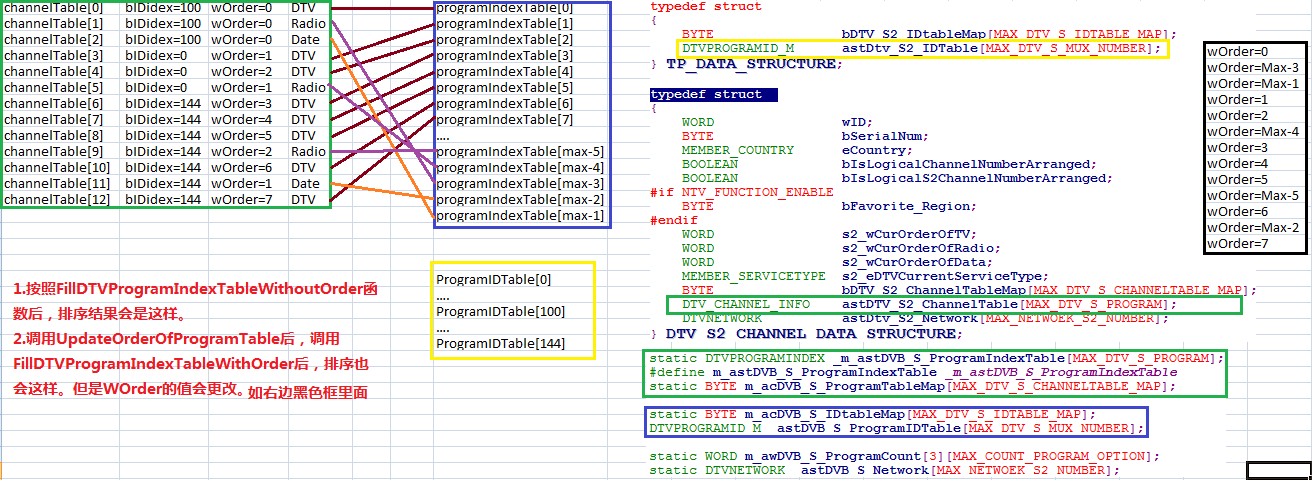 channelTable[0] bIDidex=100 wOrder=0 DTV
channelTable[1] bIDidex=100 wOrder=0 Radio
channelTable[2] bIDidex=100 wOrder=0 Date
channelTable[3] bIDidex=0 wOrder=1 DTV
channelTable[4] bIDidex=0 wOrder=2 DTV
channelTable[5] bIDidex=0 wOrder=1 Radio
channelTable[6] bIDidex=144 wOrder=3 DTV
channelTable[7] bIDidex=144 wOrder=4 DTV
channelTable[8] bIDidex=144 wOrder=5 DTV
channelTable[9] bIDidex=144 wOrder=2 Radio
channelTable[10] bIDidex=144 wOrder=6 DTV
channelTable[11] bIDidex=144 wOrder=1 Date
channelTable[12] bIDidex=144 wOrder=7 DTV
programIndexTable[0]
programIndexTable[1]
programIndexTable[2]
programIndexTable[3]
programIndexTable[4]
programIndexTable[5]
programIndexTable[6]
programIndexTable[7]
....
programIndexTable[max-5]
programIndexTable[max-4]
programIndexTable[max-3]
programIndexTable[max-2]
programIndexTable[max-1]
1.按照FillDTVProgramIndexTableWithoutOrder函
数后，排序结果会是这样。
2.调用UpdateOrderOfProgramTable后，调用
FillDTVProgramIndexTableWithOrder后，排序也
会这样。但是WOrder的值会更改。如右边黑色框里面
ProgramIDTable[0]
....
ProgramIDTable[100]
....
ProgramIDTable[144]
typedef struct
{
BYTE bDTV_S2_IDtableMap[MAX_DTV_S_IDTABLE_MAP];
DTVPROGRAMID_M astDtv_S2_IDTable[MAX_DTV_S_MUX_NUMBER];
} TP_DATA_STRUCTURE;
typedef struct
{
WORD wID;
BYTE bSerialNum;
MEMBER_COUNTRY eCountry;
BOOLEAN bIsLogicalChannelNumberArranged;
BOOLEAN bIsLogicalS2ChannelNumberArranged;
#if NTV_FUNCTION_ENABLE
BYTE bFavorite_Region;
#endif
WORD s2_wCurOrderOfTV;
WORD s2_wCurOrderOfRadio;
WORD s2_wCurOrderOfData;
MEMBER_SERVICETYPE s2_eDTVCurrentServiceType;
BYTE bDTV_S2_ChannelTableMap[MAX_DTV_S_CHANNELTABLE_MAP];
DTV_CHANNEL_INFO astDTV_S2_ChannelTable[MAX_DTV_S_PROGRAM];
DTVNETWORK astDtv_S2_Network[MAX_NETWOEK_S2_NUMBER];
} DTV_S2_CHANNEL_DATA_STRUCTURE;
static DTVPROGRAMINDEX _m_astDVB_S_ProgramIndexTable[MAX_DTV_S_PROGRAM];
#define m_astDVB_S_ProgramIndexTable _m_astDVB_S_ProgramIndexTable
static BYTE m_acDVB_S_ProgramTableMap[MAX_DTV_S_CHANNELTABLE_MAP];
static BYTE m_acDVB_S_IDtableMap[MAX_DTV_S_IDTABLE_MAP];
DTVPROGRAMID_M astDVB_S_ProgramIDTable[MAX_DTV_S_MUX_NUMBER];
static WORD m_awDVB_S_ProgramCount[3][MAX_COUNT_PROGRAM_OPTION];
static DTVNETWORK astDVB_S_Network[MAX_NETWOEK_S2_NUMBER];
wOrder=0
wOrder=Max-3
wOrder=Max-1
wOrder=1
wOrder=2
wOrder=Max-4
wOrder=3
wOrder=4
wOrder=5
wOrder=Max-5
wOrder=6
wOrder=Max-2
wOrder=7